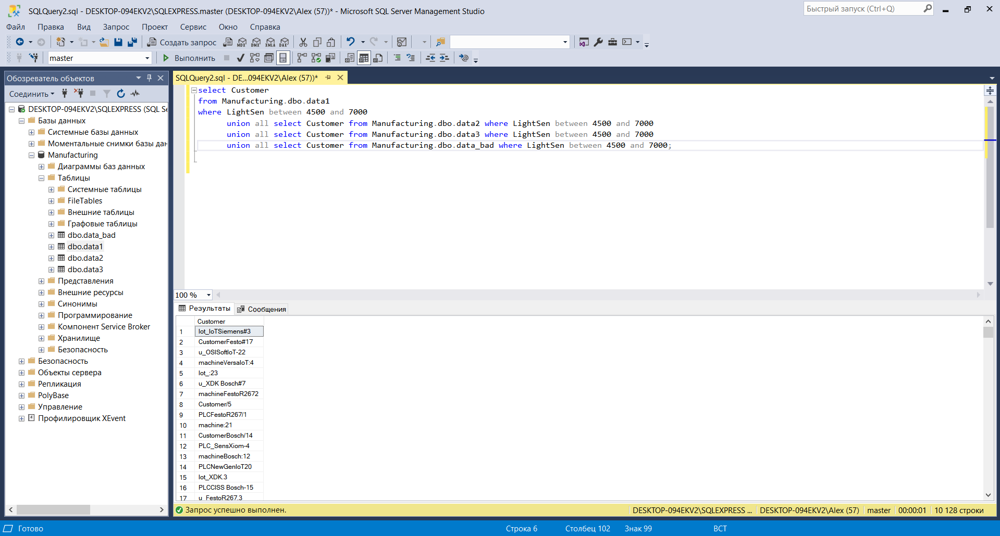 SQLQuery2.sql - DESKTOP-094EKV2\SQLEXPRESS.master (DESKTOP-094EKV2\Alex (57))* - Microsoft SQL Server Management Studio
Быстрый запуск (Ctrl+Q)
Файл Правка Вид Запрос Проект Сервис Окно Справка
Создать запрос MDX DMX XMLA DAX
master Выполнить
Обозреватель объектов
Соединить
DESKTOP-094EKV2\SQLEXPRESS (SQL Se
Базы данных
Системные базы данных
Моментальные снимки базы дан
Manufacturing
Диаграммы баз данных
Таблицы
Системные таблицы
FileTables
Внешние таблицы
Графовые таблицы
dbo.data_bad
dbo.data1
dbo.data2
dbo.data3
Представления
Внешние ресурсы
Синонимы
Программирование
Компонент Service Broker
Хранилище
Безопасность
Безопасность
Объекты сервера
Репликация
PolyBase
Управление
Профилировщик XEvent
SQLQuery2.sql - DE...094EKV2\Alex (57))*
select Customer
from Manufacturing.dbo.data1
where LightSen between 4500 and 7000
union all select Customer from Manufacturing.dbo.data2 where LightSen between 4500 and 7000
union all select Customer from Manufacturing.dbo.data3 where LightSen between 4500 and 7000
union all select Customer from Manufacturing.dbo.data_bad where LightSen between 4500 and 7000;
100 %
Результаты Сообщения
Customer
1 lot_IoTSiemens#3
2 CustomerFesto#17
3 u_OSISoftIoT-22
4 machineVersaIoT:4
5 lot_:23
6 u_XDK Bosch#7
7 machineFestoR2672
8 Customer/5
9 PLCFestoR267/1
10 machine:21
11 CustomerBosch/14
12 PLC_SensXiom-4
13 machineBosch:12
14 PLCNewGenIoT20
15 lot_XDK.3
16 PLCCISS Bosch-15
17 u_FestoR267.3
Запрос успешно выполнен.
DESKTOP-094EKV2\SQLEXPRESS ... DESKTOP-094EKV2\Alex (57) master 00:00:01 10 128 строки
Готово Строка 6 Столбец 102 Знак 99 ВСТ